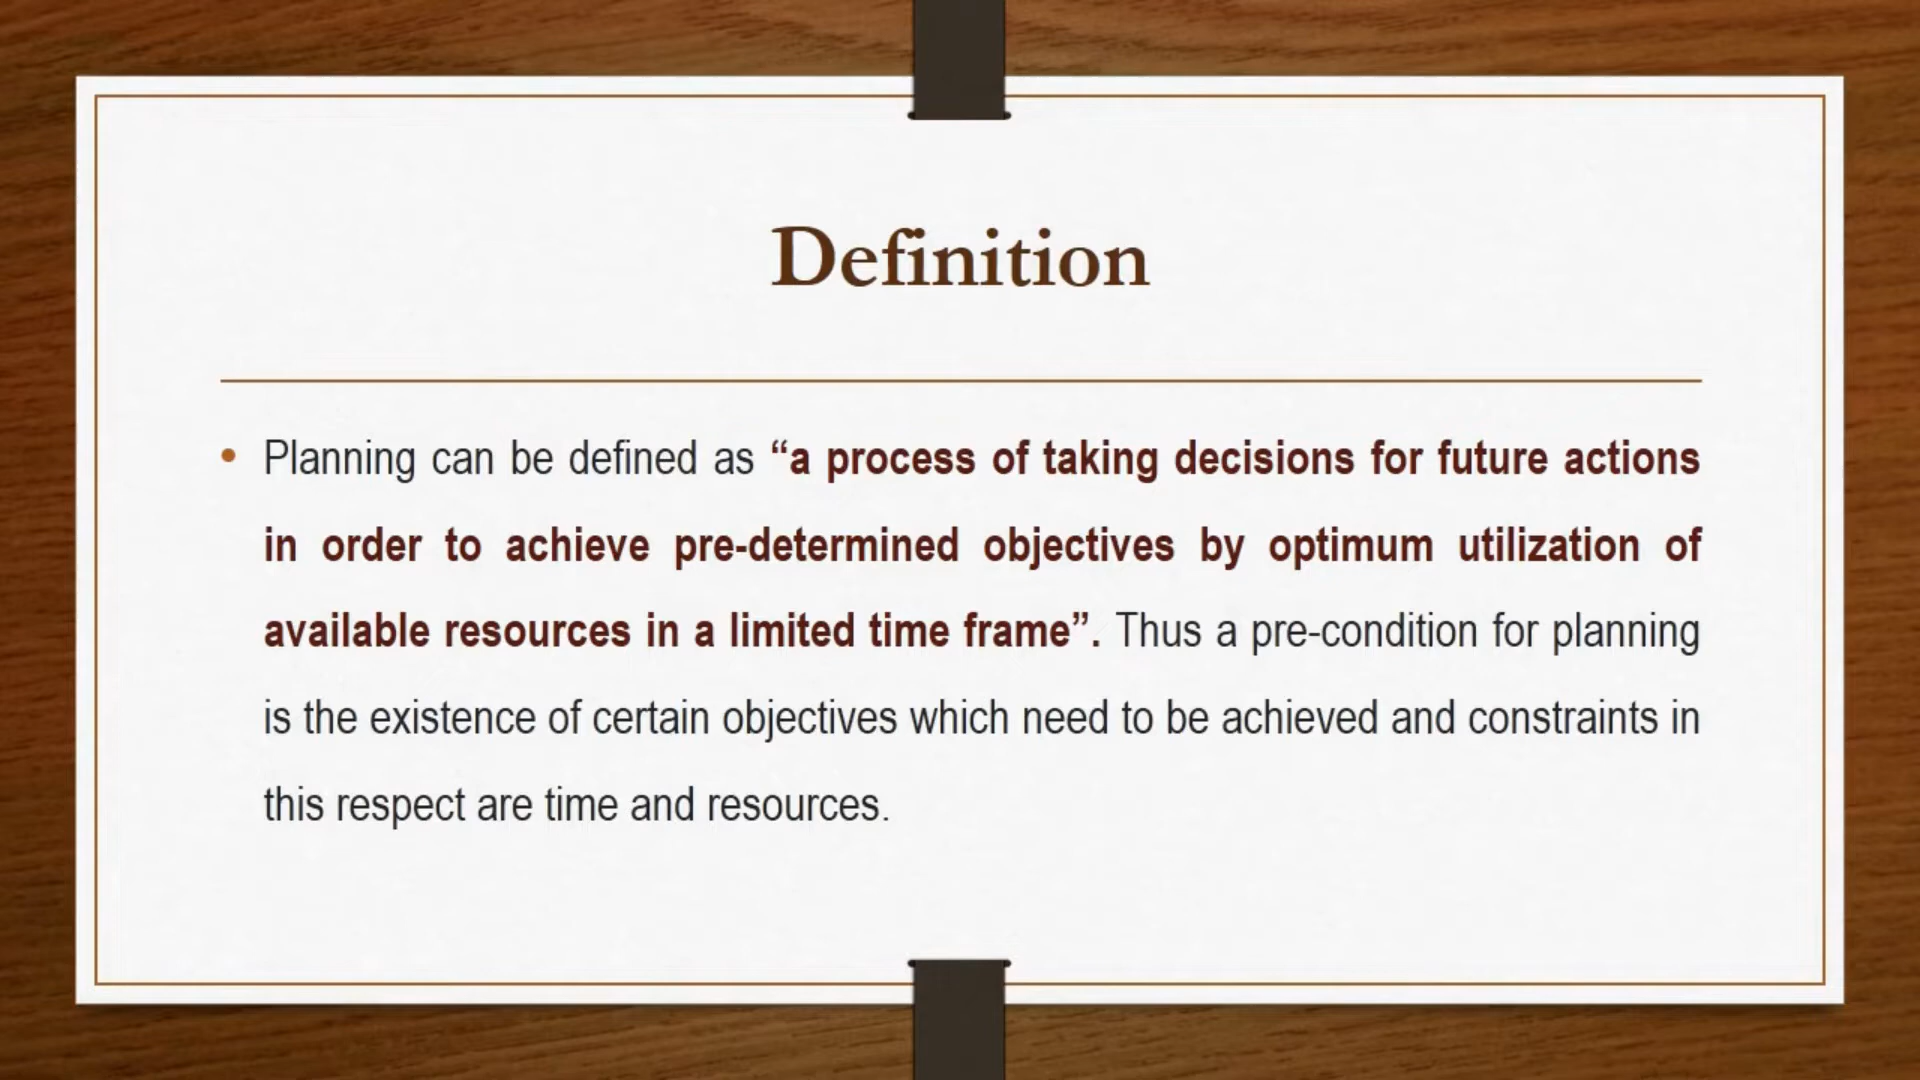 Definition
• Planning can be defined as “a process of taking decisions for future actions
in order to achieve pre-determined objectives by optimum utilization of
available resources in a limited time frame”. Thus a pre-condition for planning
is the existence of certain objectives which need to be achieved and constraints in
this respect are time and resources.